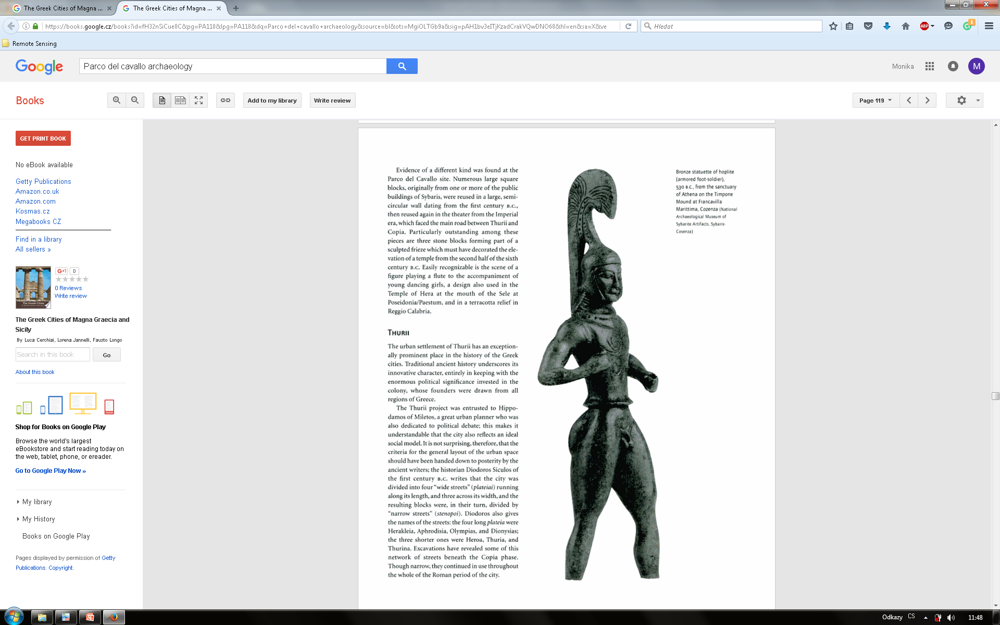 The Greek Cities of Magna ...
The Greek Cities of Magna ...
https://books.google.cz/books?id=fH32nSiCue0C&pg=PA118&lpg=PA118&dq=Parco+del+cavallo+archaeology&source=bl&ots=MgiOLTGb9a&sig=pAH1bv3eITjKzadCrakVQwDNO68&hl=en&sa=X&ve
Hledat
ABP
1
Remote Sensing
Google
Parco del cavallo archaeology
Monika
M
Books
Add to my library
Write review
Page 119
GET PRINT BOOK
No eBook available
Getty Publications
Amazon.co.uk
Amazon.com
Kosmas.cz
Megabooks CZ
Find in a library
All sellers »
G+1
0
0 Reviews
Write review
The Greek Cities
The Greek Cities of Magna Graecia and
Sicily
By Luca Cerchiai, Lorena Jannelli, Fausto Longo
Search in this book
Go
About this book
Shop for Books on Google Play
Browse the world's largest
eBookstore and start reading today on
the web, tablet, phone, or ereader.
Go to Google Play Now »
My library
My History
Books on Google Play
Pages displayed by permission of Getty
Publications. Copyright.
Evidence of a different kind was found at the
Parco del Cavallo site. Numerous large square
blocks, originally from one or more of the public
buildings of Sybaris, were reused in a large, semi-
circular wall dating from the first century B.C.,
then reused again in the theater from the Imperial
era, which faced the main road between Thurii and
Copia. Particularly outstanding among these
pieces are three stone blocks forming part of a
sculpted frieze which must have decorated the ele-
vation of a temple from the second half of the sixth
century B.C. Easily recognizable is the scene of a
figure playing a flute to the accompaniment of
young dancing girls, a design also used in the
Temple of Hera at the mouth of the Sele at
Poseidonia/Paestum, and in a terracotta relief in
Reggio Calabria.
THURII
The urban settlement of Thurii has an exception-
ally prominent place in the history of the Greek
cities. Traditional ancient history underscores its
innovative character, entirely in keeping with the
enormous political significance invested in the
colony, whose founders were drawn from all
regions of Greece.
The Thurii project was entrusted to Hippo-
damos of Miletos, a great urban planner who was
also dedicated to political debate; this makes it
understandable that the city also reflects an ideal
social model. It is not surprising, therefore, that the
criteria for the general layout of the urban space
should have been handed down to posterity by the
ancient writers; the historian Diodoros Siculos of
the first century B.C. writes that the city was
divided into four "wide streets" (plateiai) running
along its length, and three across its width, and the
resulting blocks were, in their turn, divided by
"narrow streets" (stenopoi). Diodoros also gives
the names of the streets: the four long plateia were
Herakleia, Aphrodisia, Olympias, and Dionysias;
the three shorter ones were Heroa, Thuria, and
Thurina. Excavations have revealed some of this
network of streets beneath the Copia phase.
Though narrow, they continued in use throughout
the whole of the Roman period of the city.
Bronze statuette of hoplite
(armored foot-soldier),
530 B.C., from the sanctuary
of Athena on the Timpone
Mound at Francavilla
Marittima, Cozenza (National
Archaeological Museum of
Sybarite Artifacts, Sybaris-
Cosenza)
Odkazy
CS
11:48